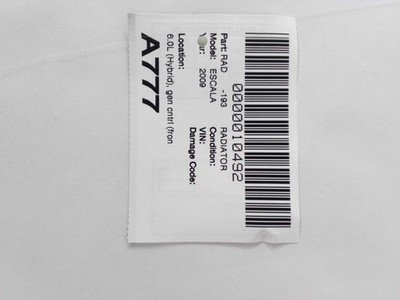 0000010492
Part: RAD -193 RADIATOR
Model: ESCALA Condition:
Year: 2009 VIN:
Damage Code:
Location:
6.0L (Hybrid), gen cntrl (fron
A777